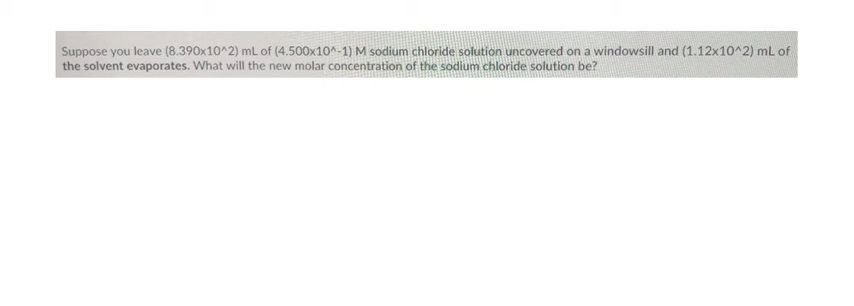 Suppose you leave (8.390x10^2) mL of (4.500x10^-1) M sodium chloride solution uncovered on a windowsill and (1.12x10^2) mL of
the solvent evaporates. What will the new molar concentration of the sodium chloride solution be?